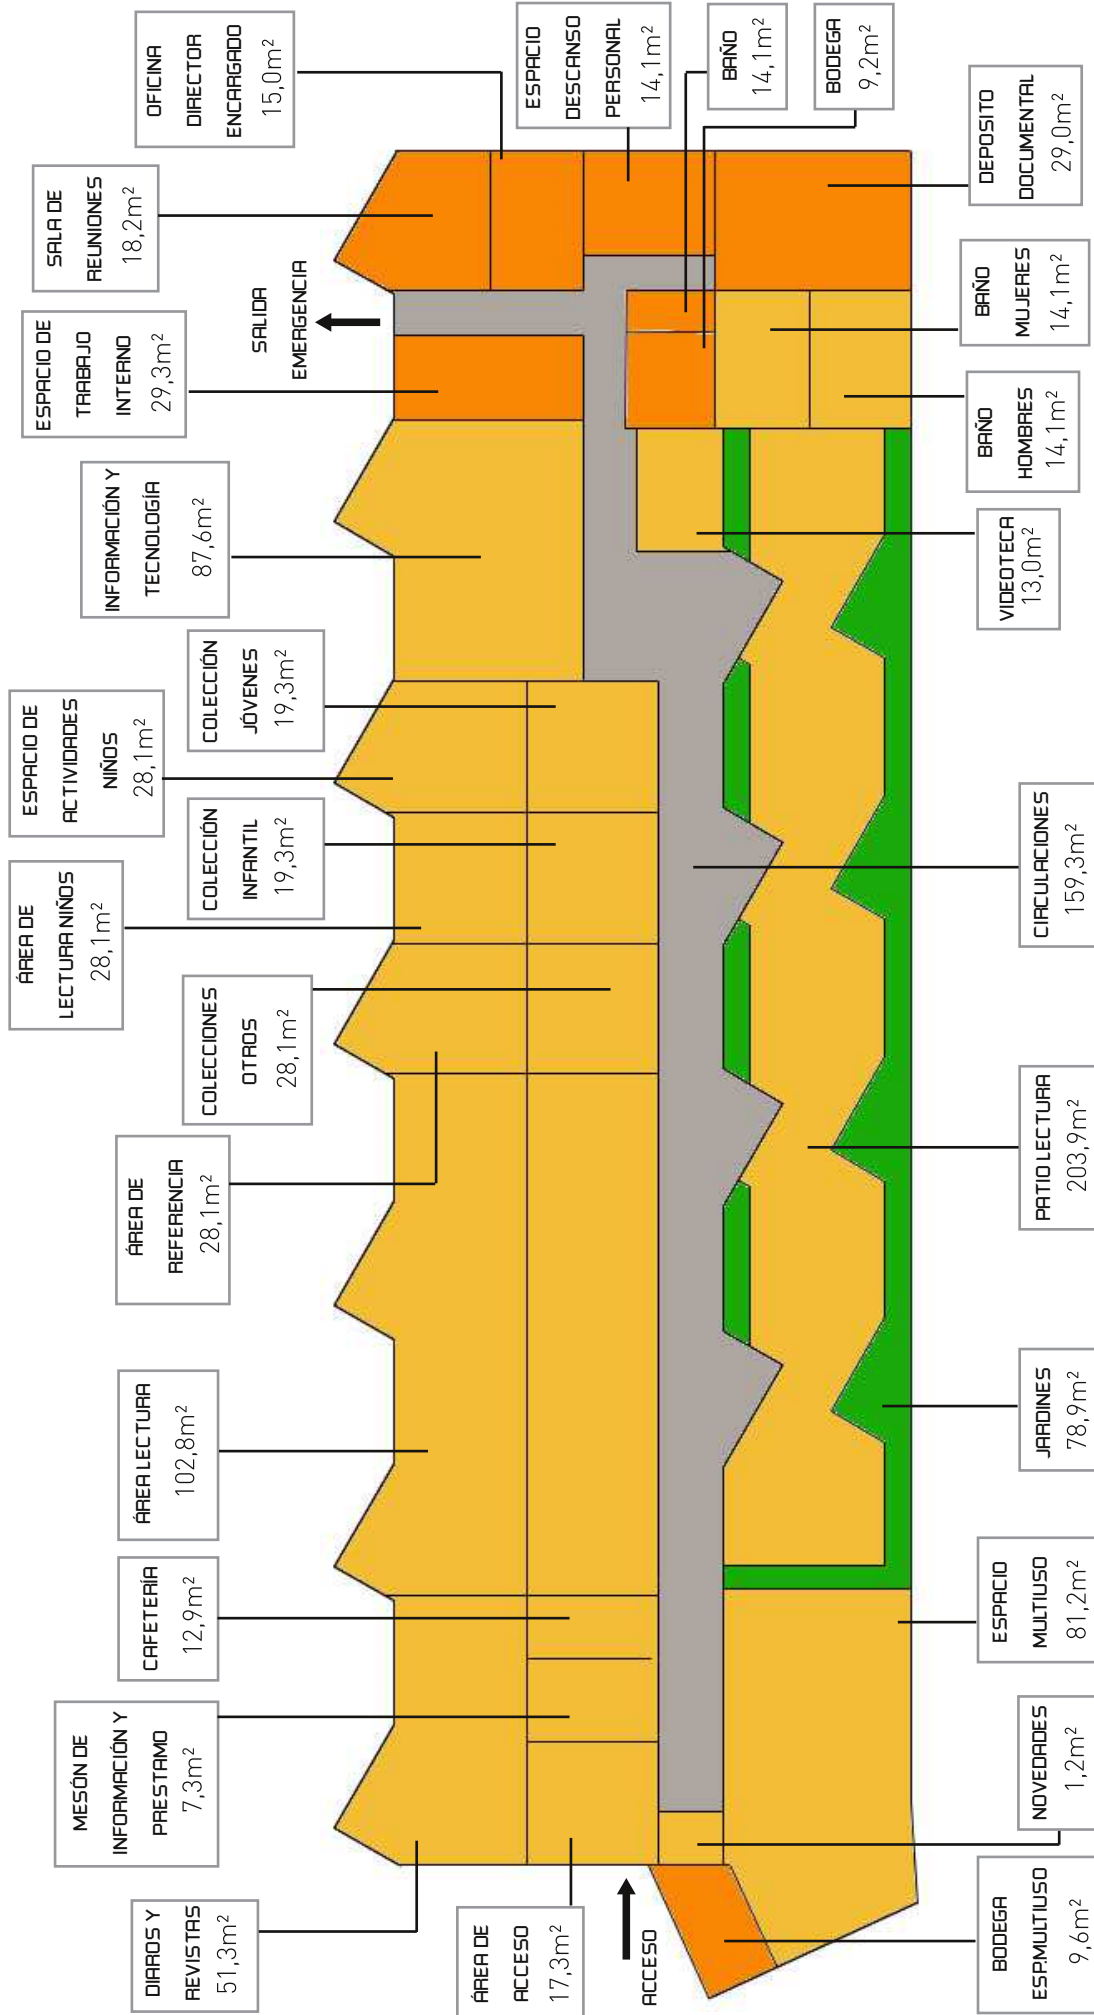 DIAROS Y
REVISTAS
51,3m²
MESÓN DE
INFORMACIÓN Y
PRESTAMO
7,3m²
CAFETERÍA
12,9m²
ÁREA LECTURA
102,8m²
ÁREA DE
REFERENCIA
28,1m²
COLECCIONES
OTROS
28,1m²
ÁREA DE
LECTURA NIÑOS
28,1m²
COLECCIÓN
INFANTIL
19,3m²
ESPACIO DE
ACTIVIDADES
NIÑOS
28,1m²
COLECCIÓN
JÓVENES
19,3m²
INFORMACIÓN Y
TECNOLOGÍA
87,6m²
ESPACIO DE
TRABAJO
INTERNO
29,3m²
SALIDA
EMERGENCIA
SALA DE
REUNIONES
18,2m²
OFICINA
DIRECTOR
ENCARGADO
15,0m²
ESPACIO
DESCANSO
PERSONAL
14,1m²
BAÑO
14,1m²
BODEGA
9,2m²
ÁREA DE
ACCESO
17,3m²
ACCESO
BODEGA
ESP.MULTIUSO
9,6m²
NOVEDADES
1,2m²
ESPACIO
MULTIUSO
81,2m²
JARDINES
78,9m²
PATIO LECTURA
203,9m²
CIRCULACIONES
159,3m²
VIDEOTECA
13,0m²
BAÑO
HOMBRES
14,1m²
BAÑO
MUJERES
14,1m²
DEPOSITO
DOCUMENTAL
29,0m²